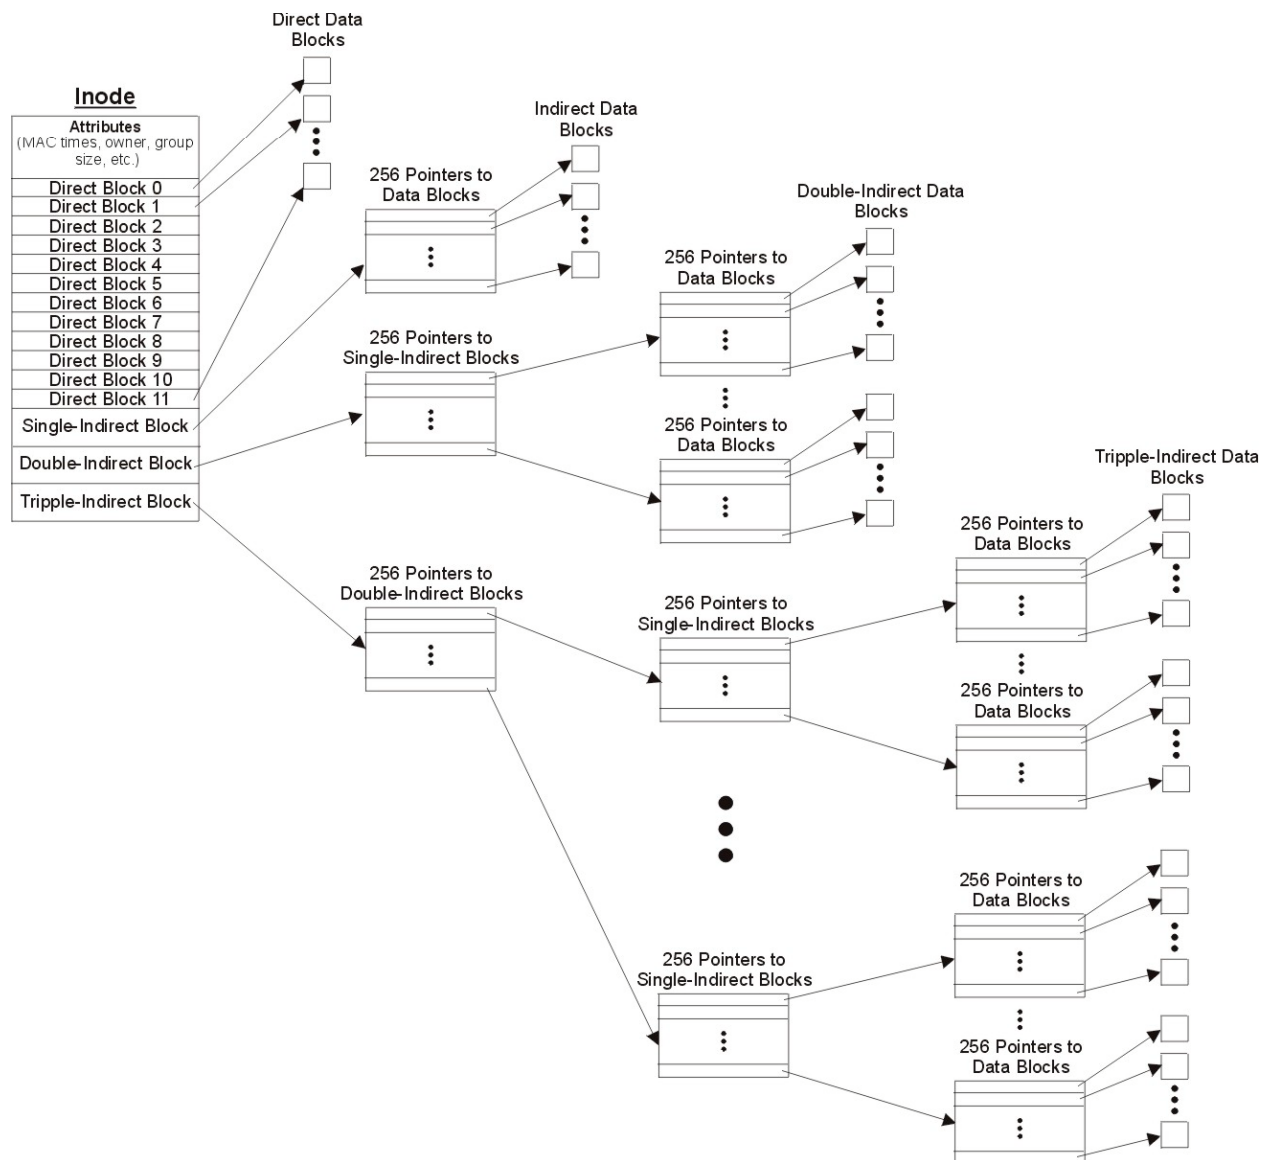 Direct Data
Blocks
Inode
Attributes
(MAC times, owner, group
size, etc.)
Direct Block 0
Direct Block 1
Direct Block 2
Direct Block 3
Direct Block 4
Direct Block 5
Direct Block 6
Direct Block 7
Direct Block 8
Direct Block 9
Direct Block 10
Direct Block 11
Single-Indirect Block
Double-Indirect Block
Tripple-Indirect Block
256 Pointers to
Data Blocks
Indirect Data
Blocks
256 Pointers to
Single-Indirect Blocks
256 Pointers to
Data Blocks
Double-Indirect Data
Blocks
256 Pointers to
Data Blocks
256 Pointers to
Double-Indirect Blocks
256 Pointers to
Single-Indirect Blocks
256 Pointers to
Data Blocks
Tripple-Indirect Data
Blocks
256 Pointers to
Data Blocks
256 Pointers to
Single-Indirect Blocks
256 Pointers to
Data Blocks
256 Pointers to
Data Blocks